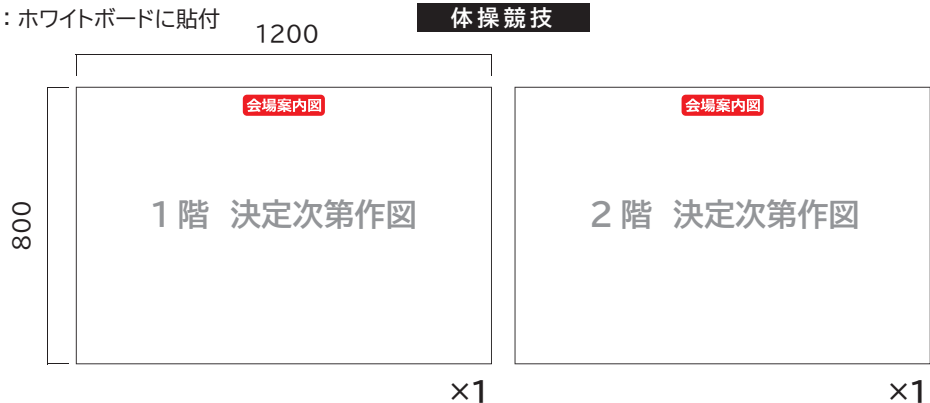 ：ホワイトボードに貼付
体操競技
1200
800
会場案内図
1階 決定次第作図
×1
会場案内図
2階 決定次第作図
×1